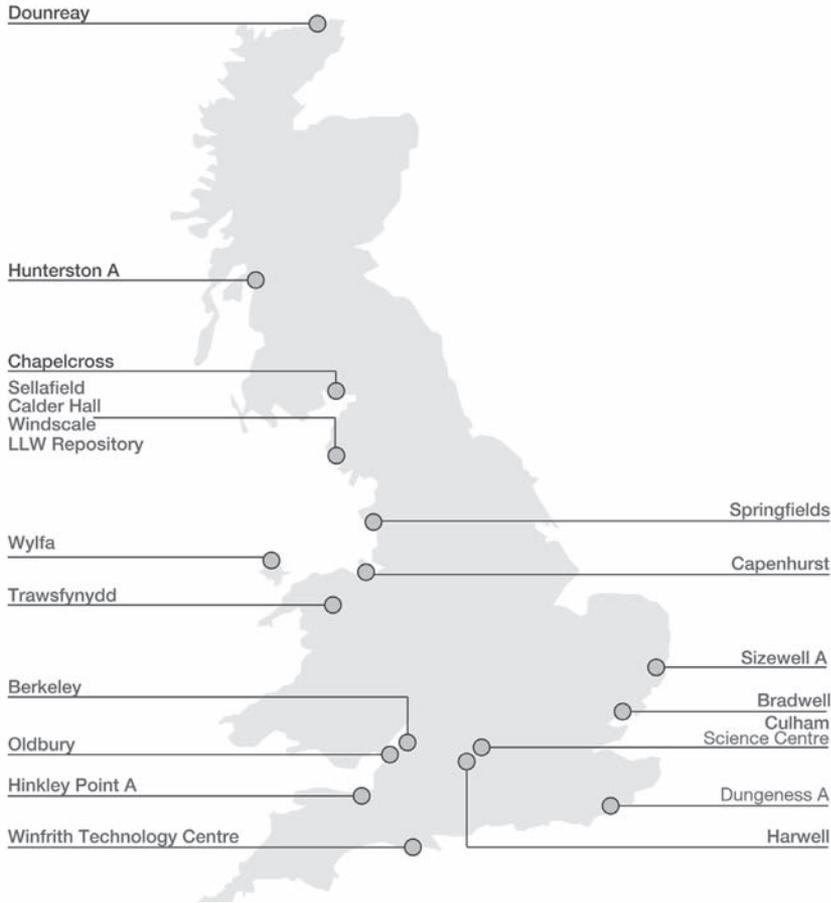 Dounreay
Hunterston A
Chapelcross
Sellafield
Calder Hall
Windscale
LLW Repository
Springfields
Wylfa
Capenhurst
Trawsfynydd
Sizewell A
Berkeley
Bradwell
Culham
Science Centre
Oldbury
Hinkley Point A
Dungeness A
Winfrith Technology Centre
Harwell